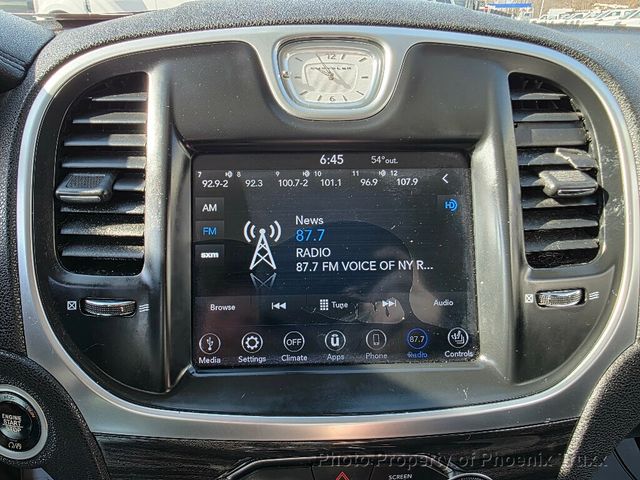 CHRYSLER
6:45 54°out.
7 8 9 10 11 12
92.9-2 92.3 100.7-2 101.1 96.9 107.9
AM
FM
sxm
News
87.7
RADIO
87.7 FM VOICE OF NY R...
Browse Tune Audio
OFF 87.7
Media Settings Climate Apps Phone Radio Controls
ENGINE
START
STOP
SCREEN
Photo Property of Phoenix Truxx